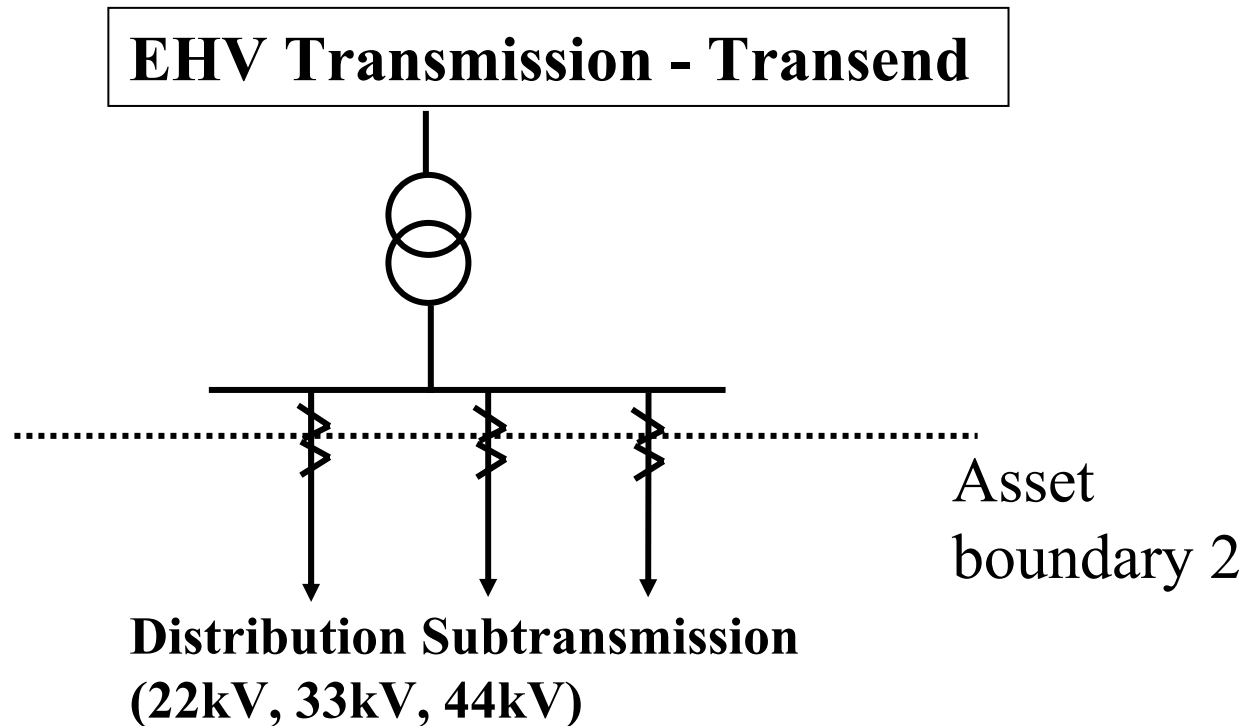 EHV Transmission - Transend
Asset
boundary 2
Distribution Subtransmission
(22kV, 33kV, 44kV)